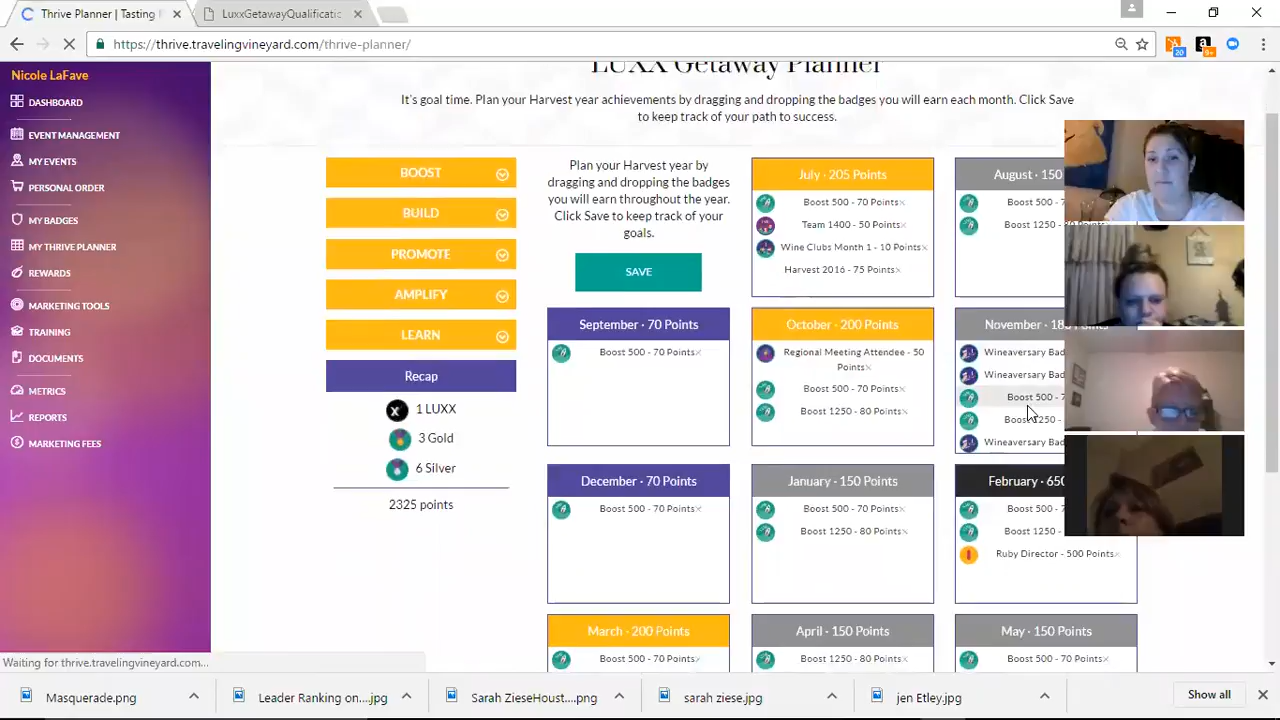 Thrive Planner | Tasting
LuxxGetawayQualificatic
https://thrive.travelingvineyard.com/thrive-planner/
20
9+
Nicole LaFave
DASHBOARD
EVENT MANAGEMENT
MY EVENTS
PERSONAL ORDER
MY BADGES
MY THRIVE PLANNER
REWARDS
MARKETING TOOLS
TRAINING
DOCUMENTS
METRICS
REPORTS
MARKETING FEES
LUXX Getaway Planner
It's goal time. Plan your Harvest year achievements by dragging and dropping the badges you will earn each month. Click Save
to keep track of your path to success.
BOOST
BUILD
PROMOTE
AMPLIFY
LEARN
Recap
1 LUXX
3 Gold
6 Silver
2325 points
Plan your Harvest year by
dragging and dropping the badges
you will earn throughout the year.
Click Save to keep track of your
goals.
SAVE
July · 205 Points
Boost 500 - 70 Points×
Team 1400 - 50 Points×
Wine Clubs Month 1 - 10 Points×
Harvest 2016 - 75 Points×
August · 150
Boost 500 - 70
Boost 1250 - 80 Points×
September · 70 Points
Boost 500 - 70 Points×
October · 200 Points
Regional Meeting Attendee - 50
Points×
Boost 500 - 70 Points×
Boost 1250 - 80 Points×
November · 18
Wineaversary Bad
Wineaversary Bad
Boost 500 - 7
Boost 1250 -
Wineaversary Bad
December · 70 Points
Boost 500 - 70 Points×
January · 150 Points
Boost 500 - 70 Points×
Boost 1250 - 80 Points×
February · 650
Boost 500 - 70
Boost 1250 -
Ruby Director - 500 Points×
March · 200 Points
Boost 500 - 70 Points×
April · 150 Points
Boost 1250 - 80 Points×
May · 150 Points
Boost 500 - 70 Points×
Waiting for thrive.travelingvineyard.com...
Masquerade.png
Leader Ranking on....jpg
Sarah ZieseHoust....png
sarah ziese.jpg
jen Etley.jpg
Show all